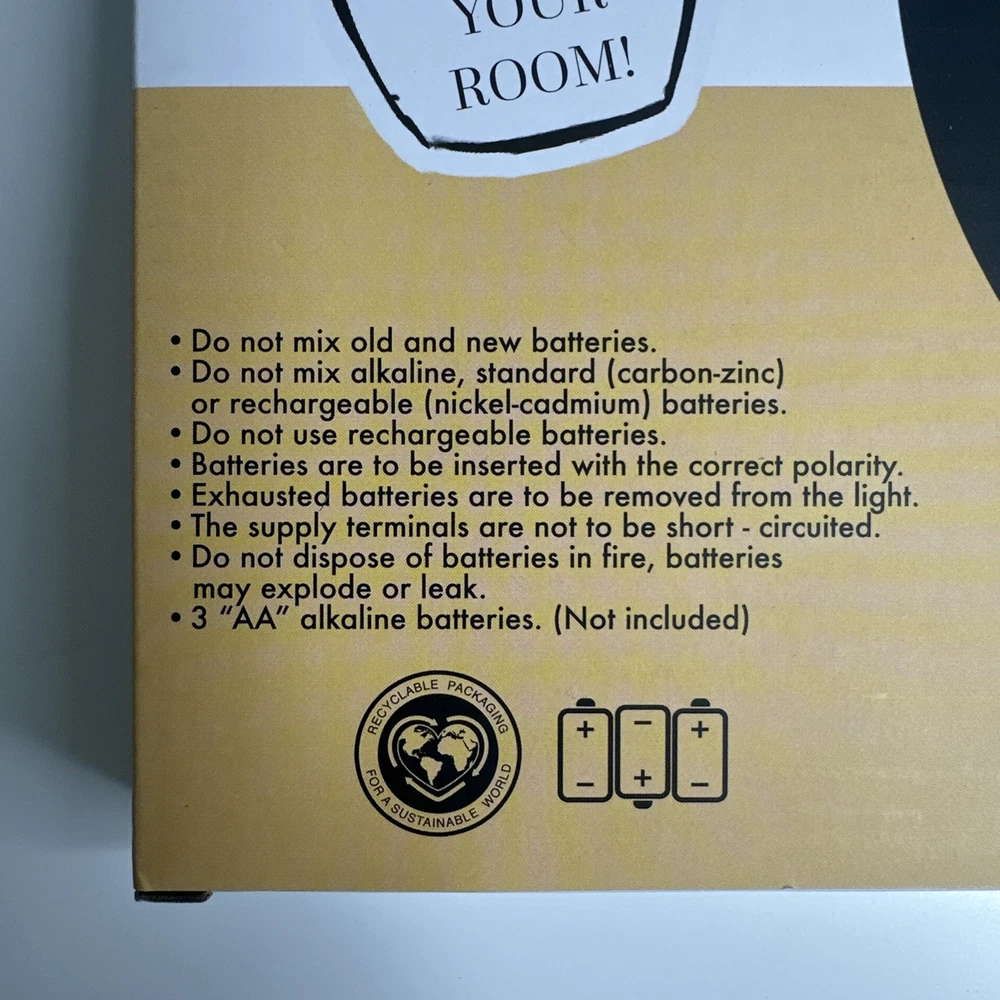 YOUR
ROOM!
• Do not mix old and new batteries.
• Do not mix alkaline, standard (carbon-zinc)
or rechargeable (nickel-cadmium) batteries.
• Do not use rechargeable batteries.
• Batteries are to be inserted with the correct polarity.
• Exhausted batteries are to be removed from the light.
• The supply terminals are not to be short - circuited.
• Do not dispose of batteries in fire, batteries
may explode or leak.
• 3 “AA” alkaline batteries. (Not included)
RECYCLABLE PACKAGING
FOR A SUSTAINABLE WORLD
+ − +
− + −